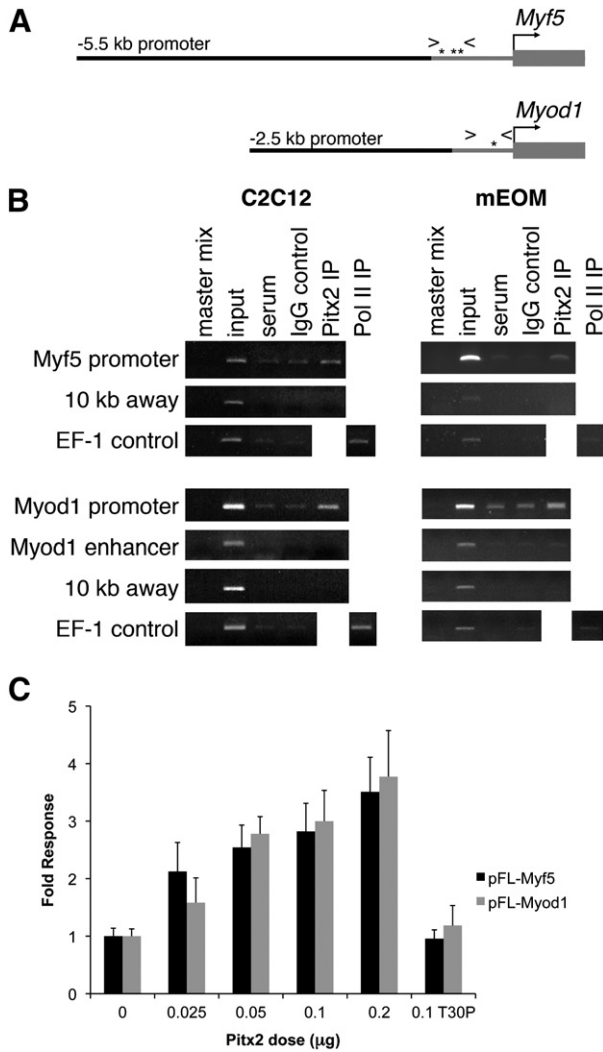 A
Myf5
-5.5 kb promoter
> * ** <
Myod1
-2.5 kb promoter
> * <
B
C2C12 mEOM
master mix input serum IgG control Pitx2 IP Pol II IP master mix input serum IgG control Pitx2 IP Pol II IP
Myf5 promoter
10 kb away
EF-1 control
Myod1 promoter
Myod1 enhancer
10 kb away
EF-1 control
C
5
4
3
2
1
0
Fold Response
0 0.025 0.05 0.1 0.2 0.1 T30P
Pitx2 dose (μg)
pFL-Myf5
pFL-Myod1